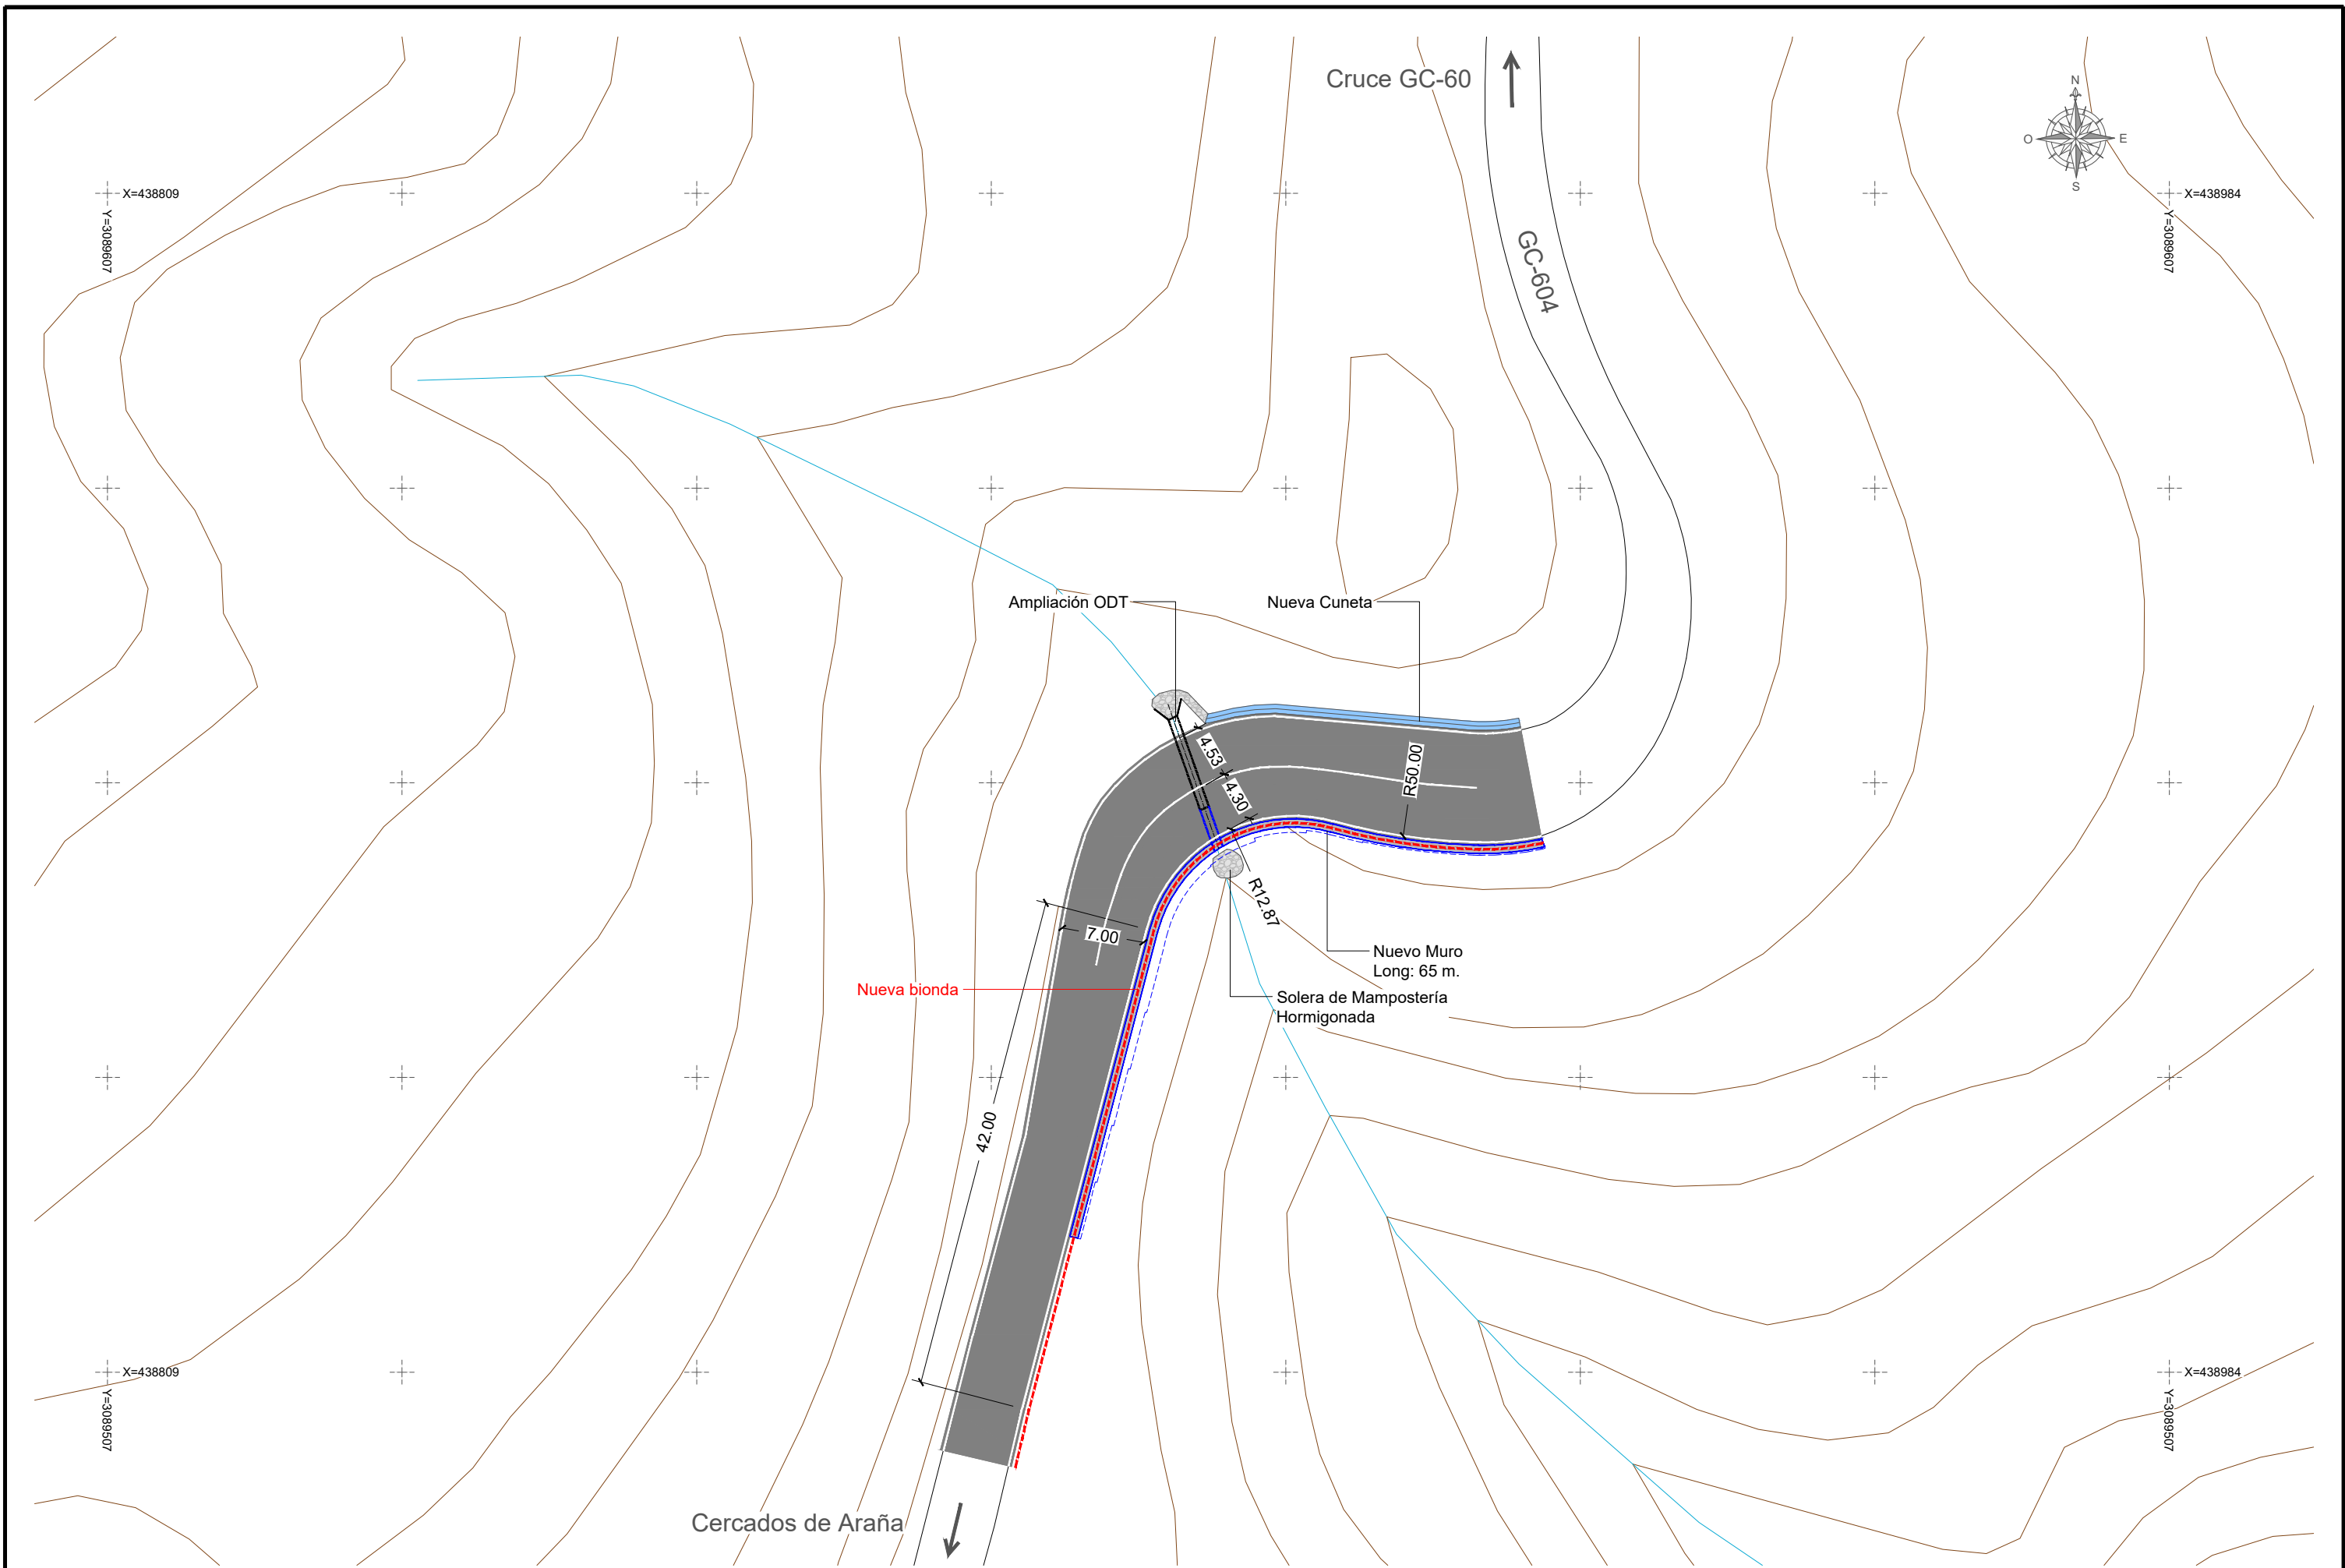 Cruce GC-60
N
O
E
S
X=438809
Y=3089607
X=438984
Y=3089607
GC-604
Ampliación ODT
Nueva Cuneta
4.53
4.30
R50.00
R12.87
7.00
Nuevo Muro
Long: 65 m.
Nueva bionda
Solera de Mampostería
Hormigonada
42.00
X=438809
Y=3089507
X=438984
Y=3089507
Cercados de Araña